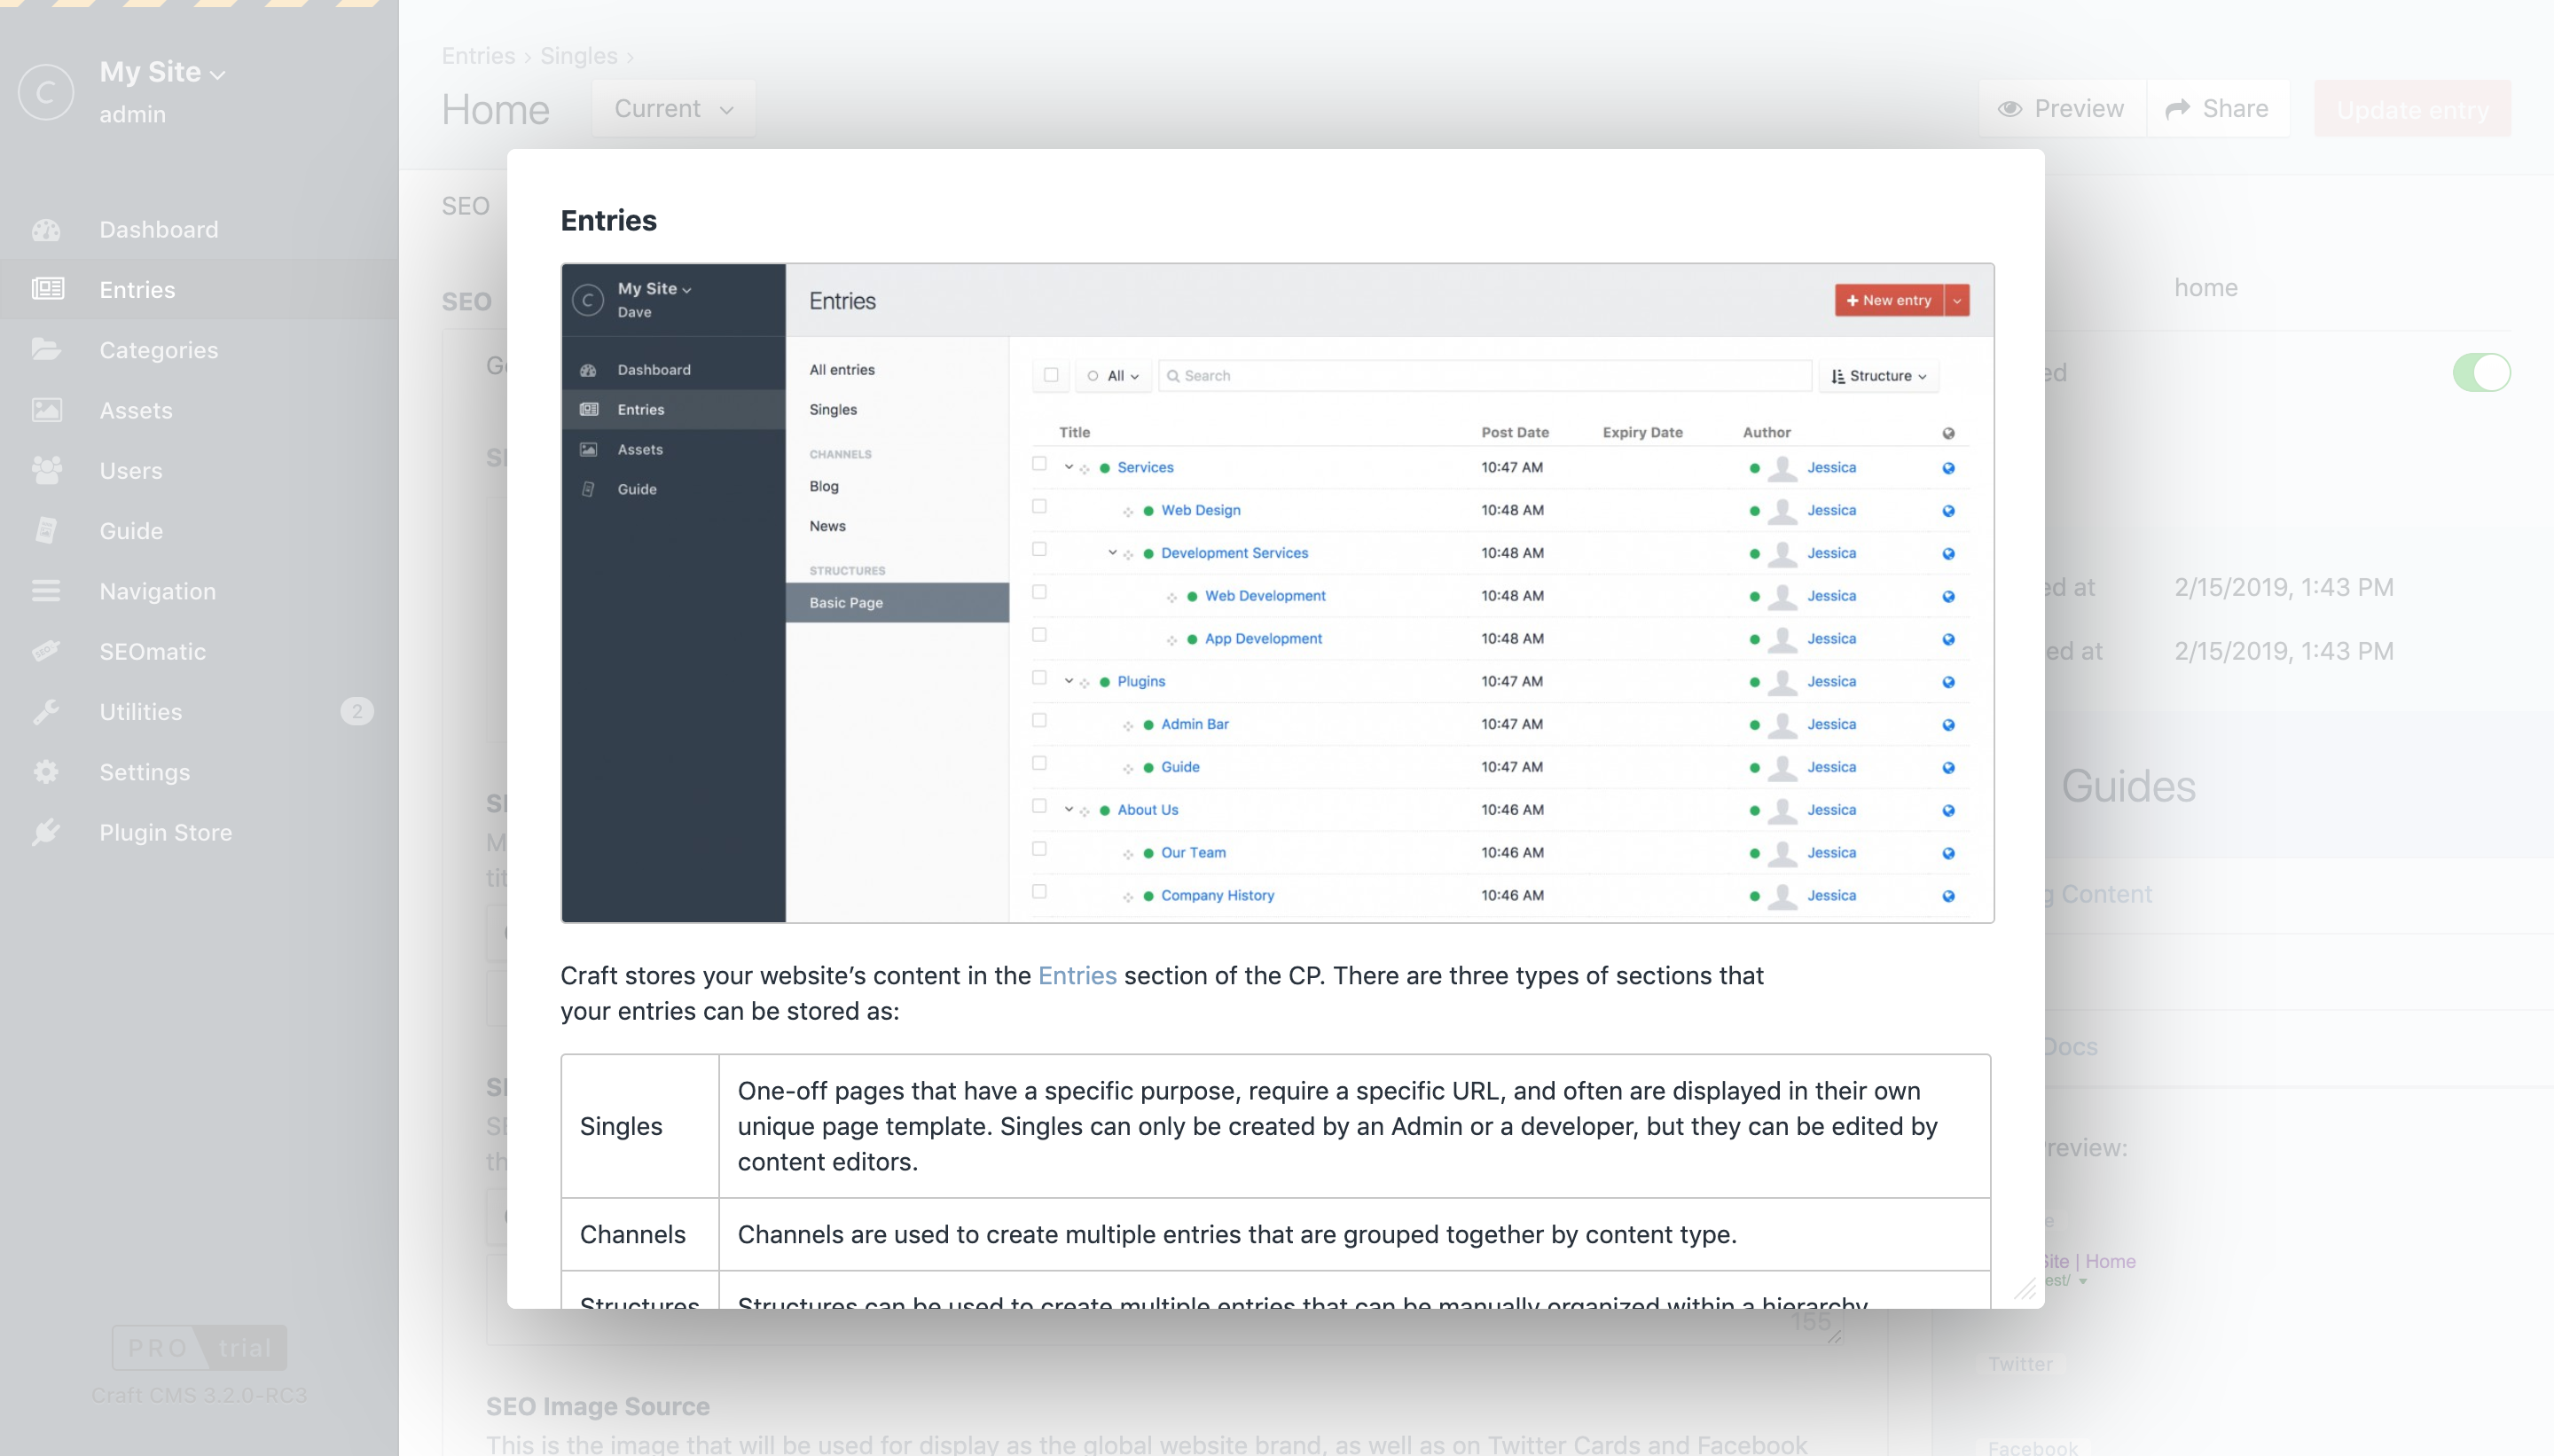 My Site
admin
Dashboard
Entries
Categories
Assets
Users
Guide
Navigation
SEOmatic
Utilities
2
Settings
Plugin Store
PRO trial
Craft CMS 3.2.0-RC3
Entries › Singles ›
Home
Current
Preview
Share
Update entry
SEO
SEO
home
2/15/2019, 1:43 PM
2/15/2019, 1:43 PM
Guides
Content
Docs
Site | Home
Twitter
Facebook
155
SEO Image Source
This is the image that will be used for display as the global website brand, as well as on Twitter Cards and Facebook
Entries
C
My Site
Dave
Dashboard
Entries
Assets
Guide
Entries
+ New entry
All entries
Singles
CHANNELS
Blog
News
STRUCTURES
Basic Page
All
Search
Structure
Title Post Date Expiry Date Author
Services 10:47 AM Jessica
Web Design 10:48 AM Jessica
Development Services 10:48 AM Jessica
Web Development 10:48 AM Jessica
App Development 10:48 AM Jessica
Plugins 10:47 AM Jessica
Admin Bar 10:47 AM Jessica
Guide 10:47 AM Jessica
About Us 10:46 AM Jessica
Our Team 10:46 AM Jessica
Company History 10:46 AM Jessica
Craft stores your website’s content in the Entries section of the CP. There are three types of sections that
your entries can be stored as:
Singles
One-off pages that have a specific purpose, require a specific URL, and often are displayed in their own
unique page template. Singles can only be created by an Admin or a developer, but they can be edited by
content editors.
Channels
Channels are used to create multiple entries that are grouped together by content type.
Structures
Structures can be used to create multiple entries that can be manually organized within a hierarchy